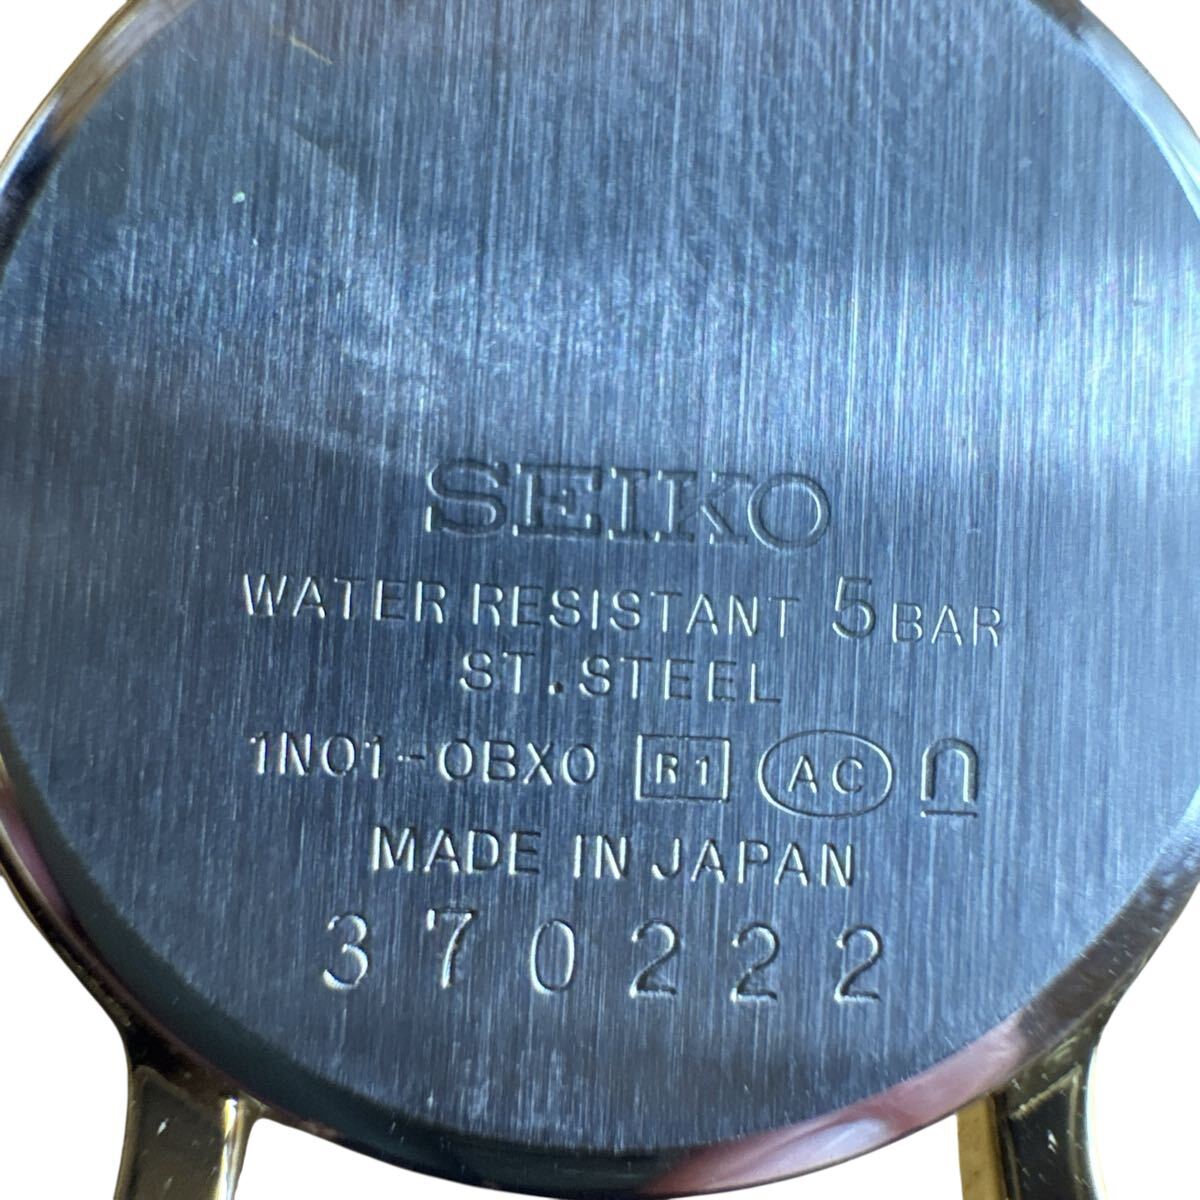 SEIKO
WATER RESISTANT 5 BAR
ST. STEEL
1N01-0BX0 R1 AC
MADE IN JAPAN
370222